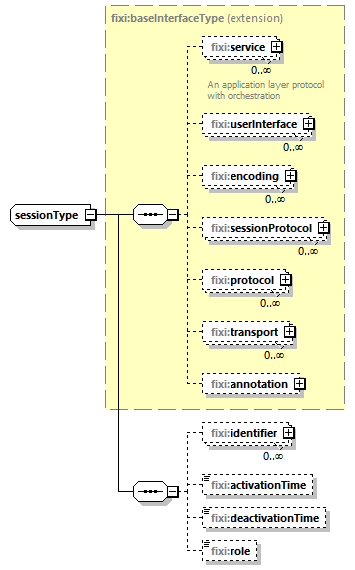 fixi:baseInterfaceType (extension)
fixi:service
0..∞
An application layer protocol
with orchestration
fixi:userInterface
0..∞
fixi:encoding
0..∞
sessionType
fixi:sessionProtocol
0..∞
fixi:protocol
0..∞
fixi:transport
0..∞
fixi:annotation
fixi:identifier
0..∞
fixi:activationTime
fixi:deactivationTime
fixi:role